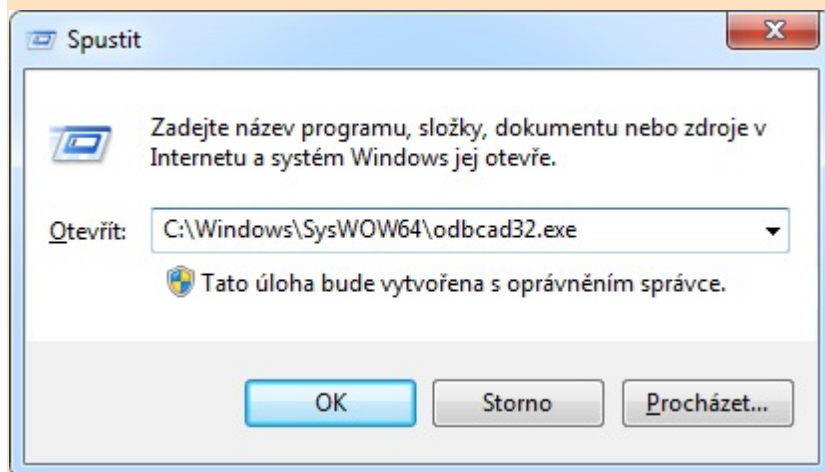 Spustit
Zadejte název programu, složky, dokumentu nebo zdroje v
Internetu a systém Windows jej otevře.
Otevřít: C:\Windows\SysWOW64\odbcad32.exe
Tato úloha bude vytvořena s oprávněním správce.
OK Storno Procházet...